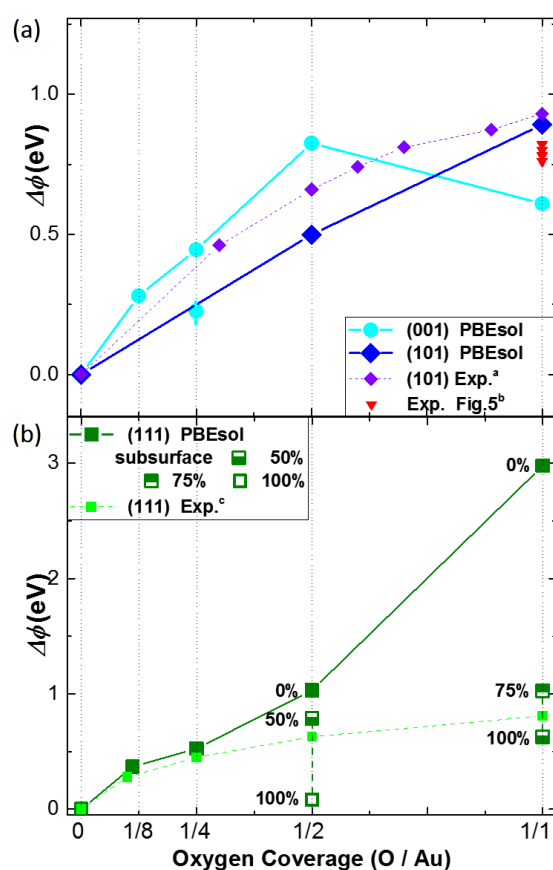 (a)
Δϕ(eV)
1.0
0.5
0.0
(001) PBEsol
(101) PBEsol
(101) Exp.a
Exp. Fig.5b
(b)
Δϕ(eV)
3
2
1
0
(111) PBEsol
subsurface 50%
75% 100%
(111) Exp.c
0%
0%
50%
100%
75%
100%
0 1/8 1/4 1/2 1/1
Oxygen Coverage (O / Au)